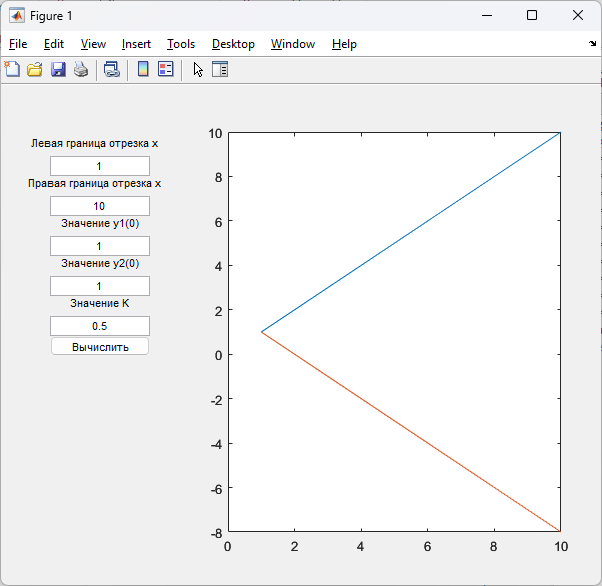 Figure 1
File Edit View Insert Tools Desktop Window Help
Левая граница отрезка x
1
Правая граница отрезка x
10
Значение y1(0)
1
Значение y2(0)
1
Значение K
0.5
Вычислить
10
8
6
4
2
0
-2
-4
-6
-8
0 2 4 6 8 10